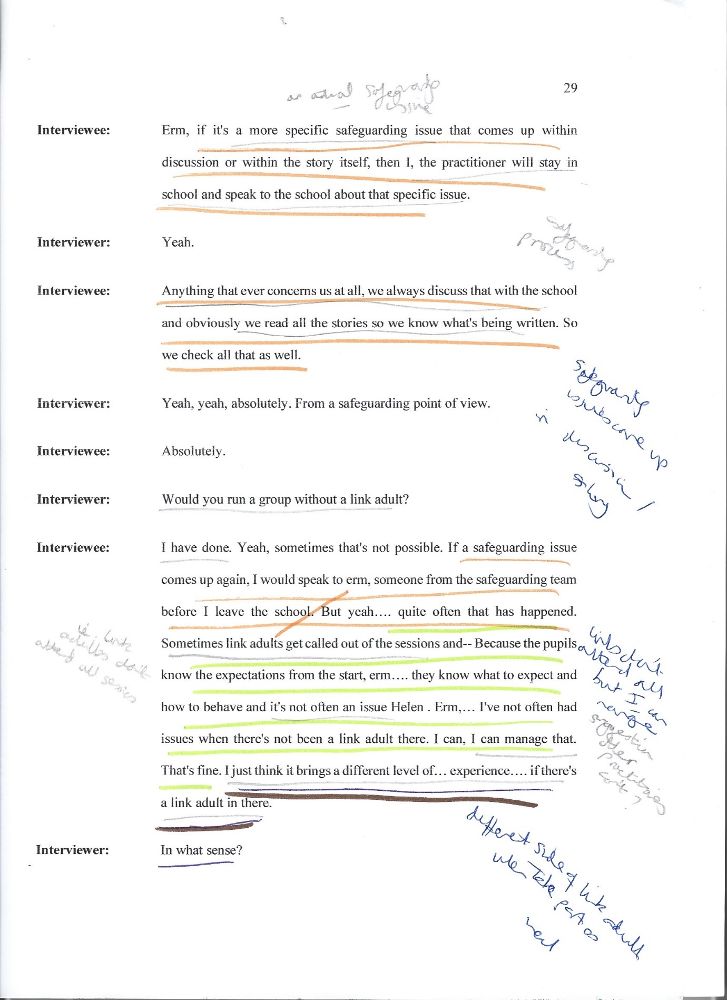 an actual safeguarding
issue
29
Interviewee: Erm, if it's a more specific safeguarding issue that comes up within
discussion or within the story itself, then I, the practitioner will stay in
school and speak to the school about that specific issue.
Safeguarding
process
Interviewer: Yeah.
Interviewee: Anything that ever concerns us at all, we always discuss that with the school
and obviously we read all the stories so we know what's being written. So
we check all that as well.
Safeguarding
issues come up
in discussion /
story
Interviewer: Yeah, yeah, absolutely. From a safeguarding point of view.
Interviewee: Absolutely.
Interviewer: Would you run a group without a link adult?
Interviewee: I have done. Yeah, sometimes that's not possible. If a safeguarding issue
comes up again, I would speak to erm, someone from the safeguarding team
before I leave the school. But yeah.... quite often that has happened.
Sometimes link adults get called out of the sessions and-- Because the pupils
know the expectations from the start, erm.... they know what to expect and
how to behave and it's not often an issue Helen . Erm,... I've not often had
issues when there's not been a link adult there. I can, I can manage that.
That's fine. I just think it brings a different level of... experience.... if there's
a link adult in there.
ie. link
adults don't
attend all sessions
links don't
attend all
but I can
manage
suggestion
other
practitioners
can't ?
different side of link adults
when take part as
well
Interviewer: In what sense?